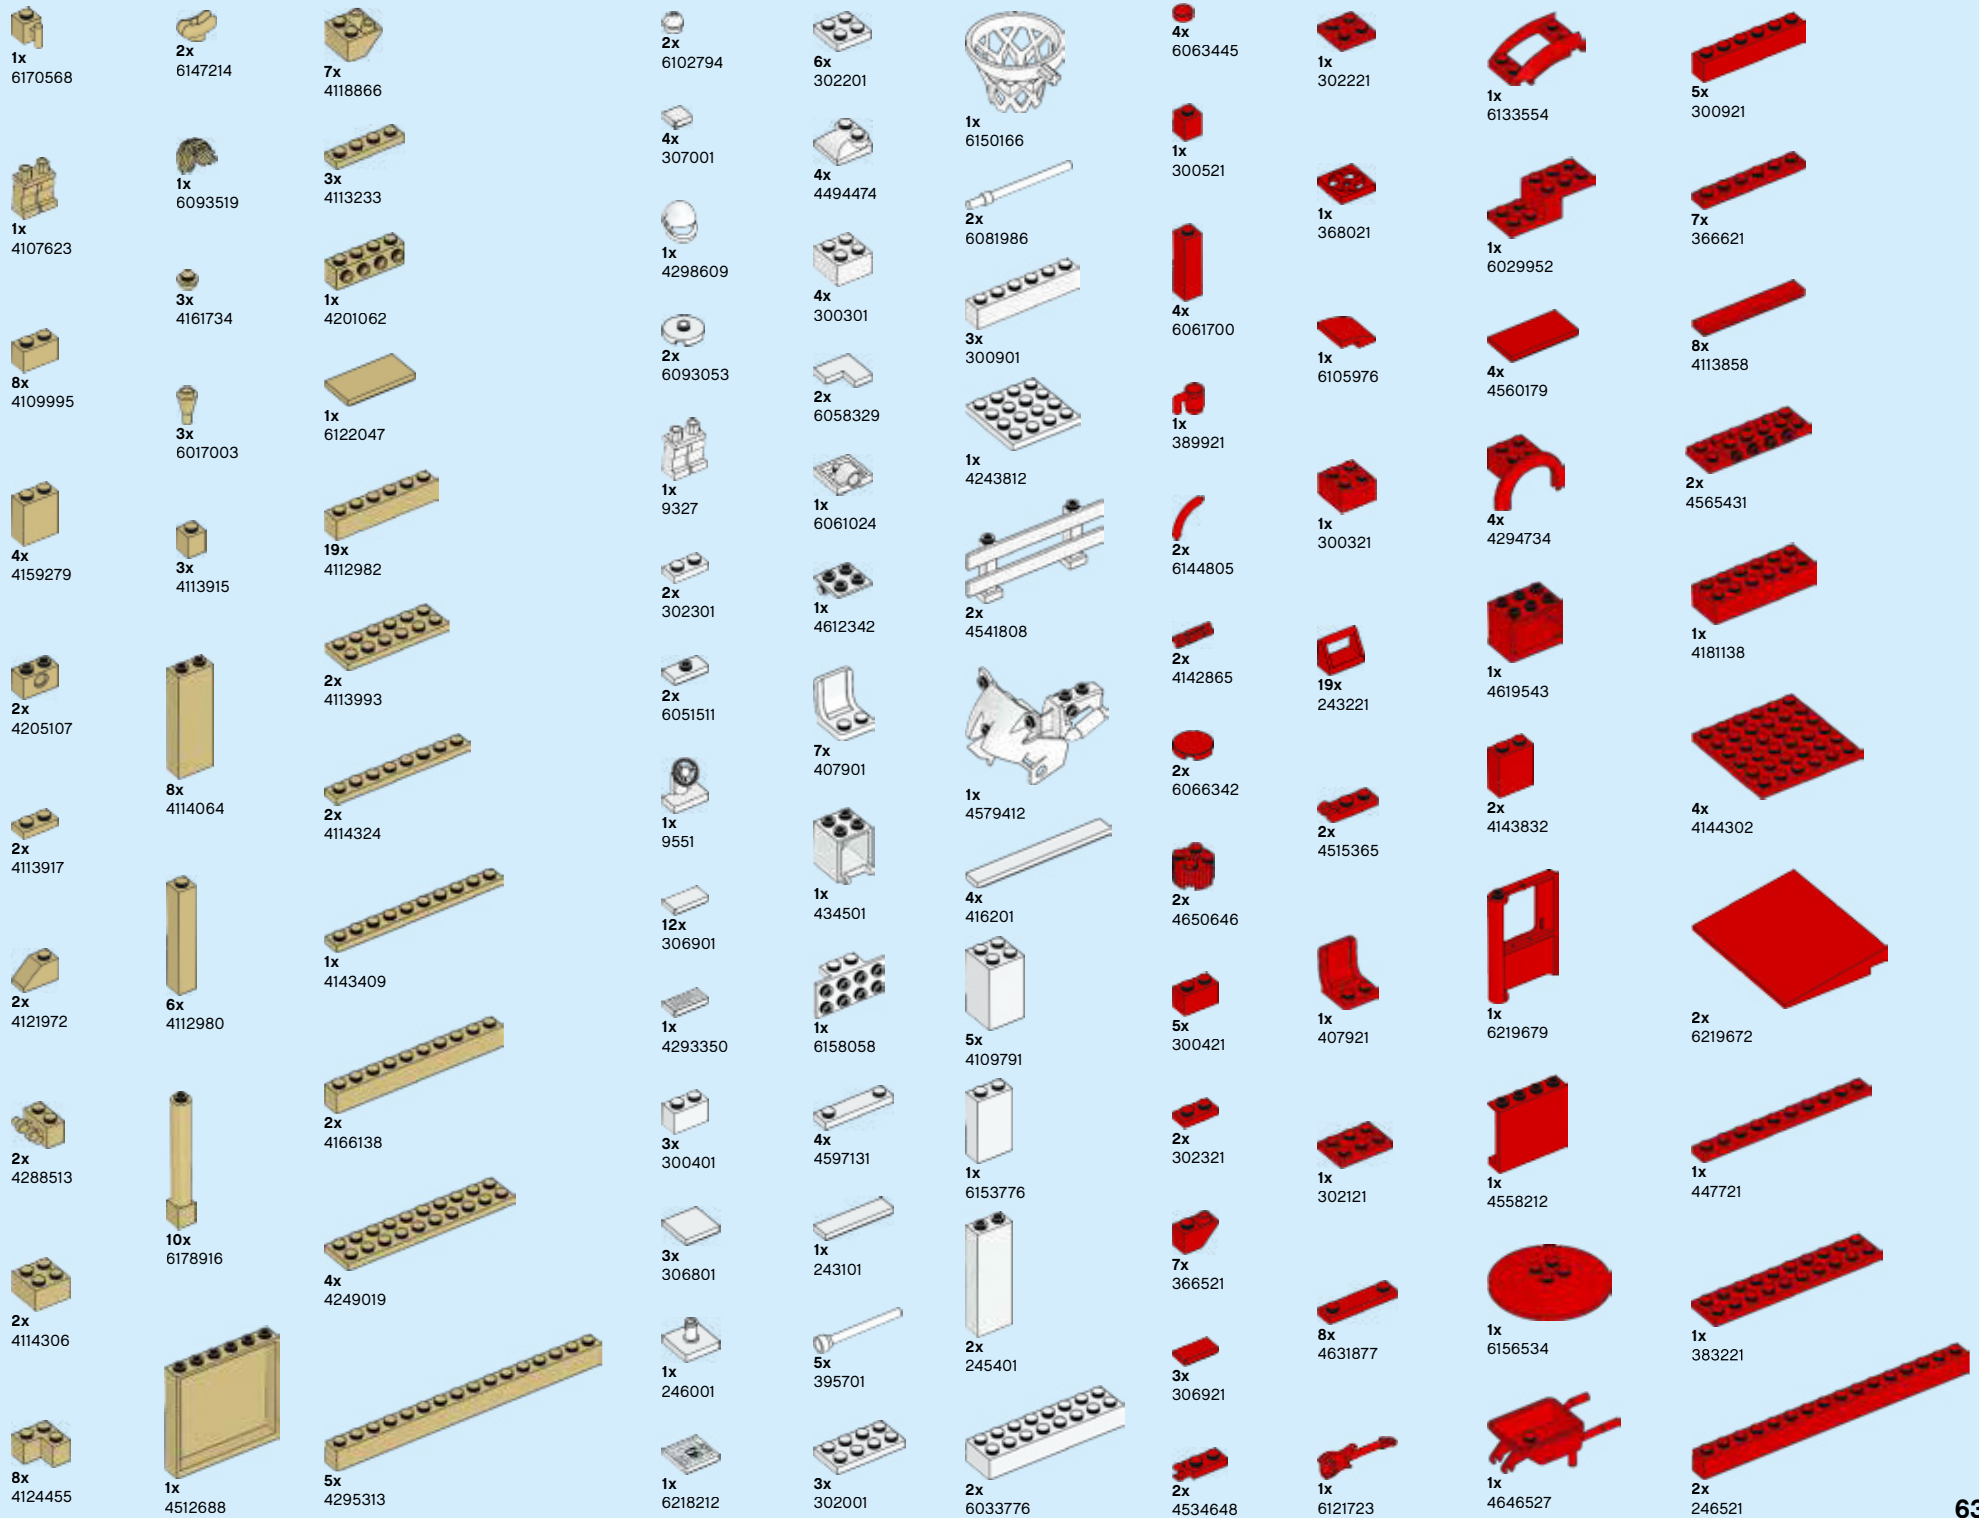 1x
6170568
1x
4107623
8x
4109995
4x
4159279
2x
4205107
2x
4113917
2x
4121972
2x
4288513
2x
4114306
8x
4124455
2x
6147214
1x
6093519
3x
4161734
3x
6017003
3x
4113915
8x
4114064
6x
4112980
10x
6178916
1x
4512688
7x
4118866
3x
4113233
1x
4201062
1x
6122047
19x
4112982
2x
4113993
2x
4114324
1x
4143409
2x
4166138
4x
4249019
5x
4295313
2x
6102794
4x
307001
1x
4298609
2x
6093053
1x
9327
2x
302301
2x
6051511
1x
9551
12x
306901
1x
4293350
3x
300401
3x
306801
1x
246001
1x
6218212
6x
302201
4x
4494474
4x
300301
2x
6058329
1x
6061024
1x
4612342
7x
407901
1x
434501
1x
6158058
4x
4597131
1x
243101
5x
395701
3x
302001
1x
6150166
2x
6081986
3x
300901
1x
4243812
2x
4541808
1x
4579412
4x
416201
5x
4109791
1x
6153776
2x
245401
2x
6033776
4x
6063445
1x
300521
4x
6061700
1x
389921
2x
6144805
2x
4142865
2x
6066342
2x
4650646
5x
300421
2x
302321
7x
366521
3x
306921
2x
4534648
1x
302221
1x
368021
1x
6105976
1x
300321
19x
243221
2x
4515365
1x
407921
1x
302121
8x
4631877
1x
6121723
1x
6133554
1x
6029952
4x
4560179
4x
4294734
1x
4619543
2x
4143832
1x
6219679
1x
4558212
1x
6156534
1x
4646527
5x
300921
7x
366621
8x
4113858
2x
4565431
1x
4181138
4x
4144302
2x
6219672
1x
447721
1x
383221
2x
246521
63